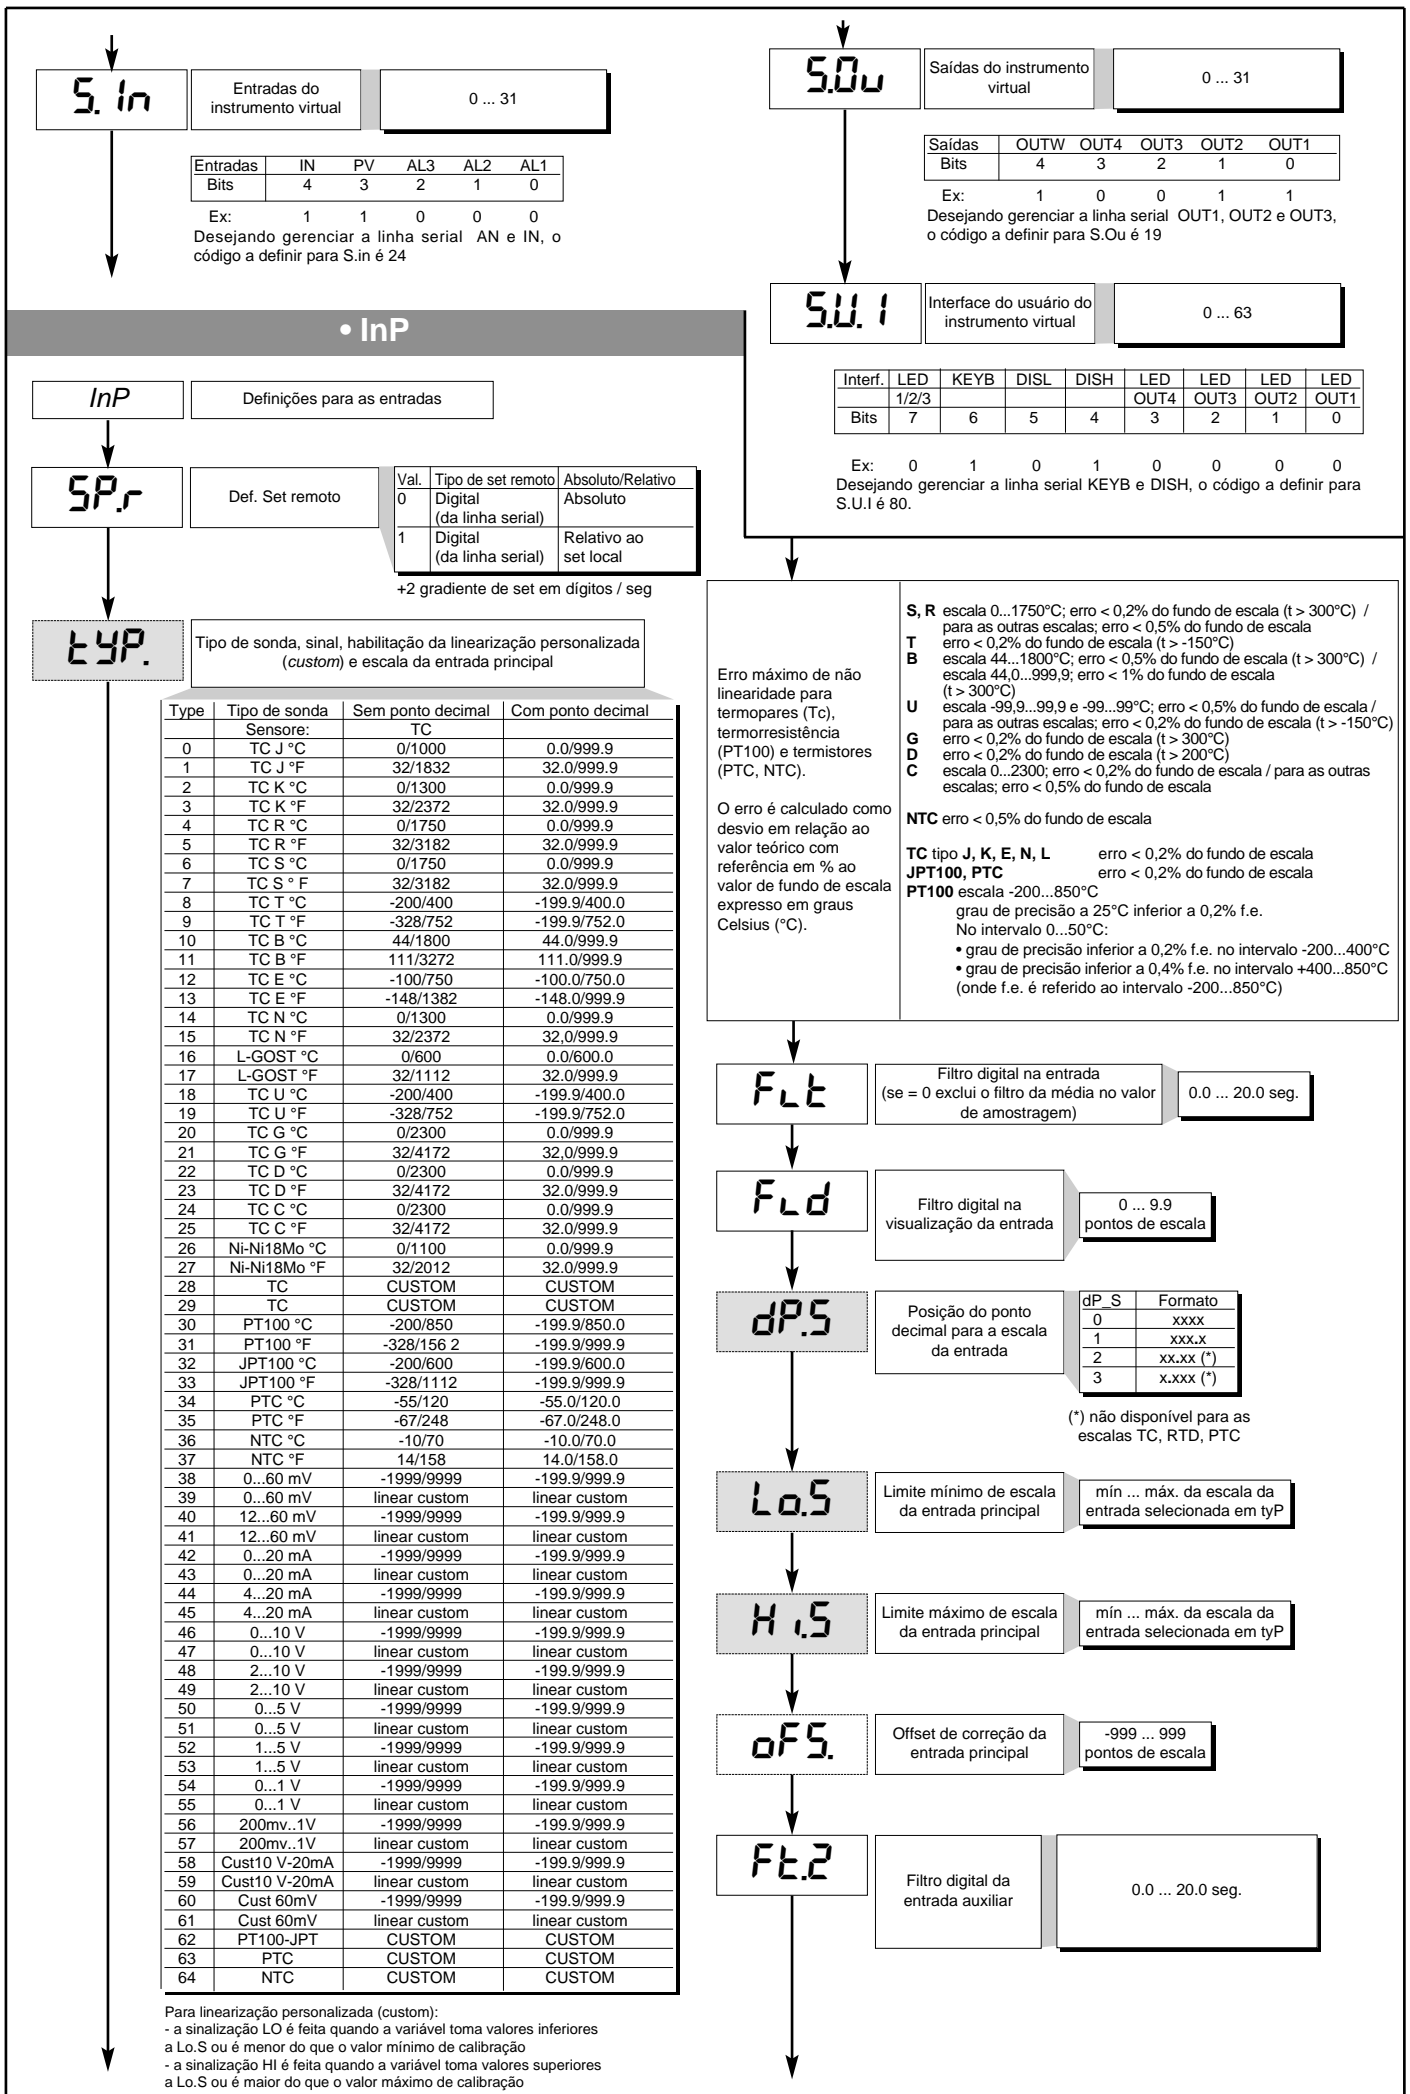 S. In
Entradas do
instrumento virtual
0 ... 31
Entradas IN PV AL3 AL2 AL1
Bits 4 3 2 1 0
Ex: 1 1 0 0 0
Desejando gerenciar a linha serial AN e IN, o
código a definir para S.in é 24
S.Ou
Saídas do instrumento
virtual
0 ... 31
Saídas OUTW OUT4 OUT3 OUT2 OUT1
Bits 4 3 2 1 0
Ex: 1 0 0 1 1
Desejando gerenciar a linha serial OUT1, OUT2 e OUT3,
o código a definir para S.Ou é 19
S.U. I
Interface do usuário do
instrumento virtual
0 ... 63
Interf. LED KEYB DISL DISH LED LED LED LED
1/2/3 OUT4 OUT3 OUT2 OUT1
Bits 7 6 5 4 3 2 1 0
Ex: 0 1 0 1 0 0 0 0
Desejando gerenciar a linha serial KEYB e DISH, o código a definir para
S.U.I é 80.
• InP
InP
Definições para as entradas
SP.r
Def. Set remoto
Val. Tipo de set remoto Absoluto/Relativo
0 Digital Absoluto
(da linha serial)
1 Digital Relativo ao
(da linha serial) set local
+2 gradiente de set em dígitos / seg
tYP.
Tipo de sonda, sinal, habilitação da linearização personalizada
(custom) e escala da entrada principal
Type Tipo de sonda Sem ponto decimal Com ponto decimal
Sensore: TC
0 TC J °C 0/1000 0.0/999.9
1 TC J °F 32/1832 32.0/999.9
2 TC K °C 0/1300 0.0/999.9
3 TC K °F 32/2372 32.0/999.9
4 TC R °C 0/1750 0.0/999.9
5 TC R °F 32/3182 32.0/999.9
6 TC S °C 0/1750 0.0/999.9
7 TC S ° F 32/3182 32.0/999.9
8 TC T °C -200/400 -199.9/400.0
9 TC T °F -328/752 -199.9/752.0
10 TC B °C 44/1800 44.0/999.9
11 TC B °F 111/3272 111.0/999.9
12 TC E °C -100/750 -100.0/750.0
13 TC E °F -148/1382 -148.0/999.9
14 TC N °C 0/1300 0.0/999.9
15 TC N °F 32/2372 32,0/999.9
16 L-GOST °C 0/600 0.0/600.0
17 L-GOST °F 32/1112 32.0/999.9
18 TC U °C -200/400 -199.9/400.0
19 TC U °F -328/752 -199.9/752.0
20 TC G °C 0/2300 0.0/999.9
21 TC G °F 32/4172 32,0/999.9
22 TC D °C 0/2300 0.0/999.9
23 TC D °F 32/4172 32.0/999.9
24 TC C °C 0/2300 0.0/999.9
25 TC C °F 32/4172 32.0/999.9
26 Ni-Ni18Mo °C 0/1100 0.0/999.9
27 Ni-Ni18Mo °F 32/2012 32.0/999.9
28 TC CUSTOM CUSTOM
29 TC CUSTOM CUSTOM
30 PT100 °C -200/850 -199.9/850.0
31 PT100 °F -328/156 2 -199.9/999.9
32 JPT100 °C -200/600 -199.9/600.0
33 JPT100 °F -328/1112 -199.9/999.9
34 PTC °C -55/120 -55.0/120.0
35 PTC °F -67/248 -67.0/248.0
36 NTC °C -10/70 -10.0/70.0
37 NTC °F 14/158 14.0/158.0
38 0...60 mV -1999/9999 -199.9/999.9
39 0...60 mV linear custom linear custom
40 12...60 mV -1999/9999 -199.9/999.9
41 12...60 mV linear custom linear custom
42 0...20 mA -1999/9999 -199.9/999.9
43 0...20 mA linear custom linear custom
44 4...20 mA -1999/9999 -199.9/999.9
45 4...20 mA linear custom linear custom
46 0...10 V -1999/9999 -199.9/999.9
47 0...10 V linear custom linear custom
48 2...10 V -1999/9999 -199.9/999.9
49 2...10 V linear custom linear custom
50 0...5 V -1999/9999 -199.9/999.9
51 0...5 V linear custom linear custom
52 1...5 V -1999/9999 -199.9/999.9
53 1...5 V linear custom linear custom
54 0...1 V -1999/9999 -199.9/999.9
55 0...1 V linear custom linear custom
56 200mv..1V -1999/9999 -199.9/999.9
57 200mv..1V linear custom linear custom
58 Cust10 V-20mA -1999/9999 -199.9/999.9
59 Cust10 V-20mA linear custom linear custom
60 Cust 60mV -1999/9999 -199.9/999.9
61 Cust 60mV linear custom linear custom
62 PT100-JPT CUSTOM CUSTOM
63 PTC CUSTOM CUSTOM
64 NTC CUSTOM CUSTOM
Para linearização personalizada (custom):
- a sinalização LO é feita quando a variável toma valores inferiores
a Lo.S ou é menor do que o valor mínimo de calibração
- a sinalização HI é feita quando a variável toma valores superiores
a Lo.S ou é maior do que o valor máximo de calibração
Erro máximo de não
linearidade para
termopares (Tc),
termorresistência
(PT100) e termistores
(PTC, NTC).
O erro é calculado como
desvio em relação ao
valor teórico com
referência em % ao
valor de fundo de escala
expresso em graus
Celsius (°C).
S, R escala 0...1750°C; erro < 0,2% do fundo de escala (t > 300°C) /
para as outras escalas; erro < 0,5% do fundo de escala
T erro < 0,2% do fundo de escala (t > -150°C)
B escala 44...1800°C; erro < 0,5% do fundo de escala (t > 300°C) /
escala 44,0...999,9; erro < 1% do fundo de escala
(t > 300°C)
U escala -99,9...99,9 e -99...99°C; erro < 0,5% do fundo de escala /
para as outras escalas; erro < 0,2% do fundo de escala (t > -150°C)
G erro < 0,2% do fundo de escala (t > 300°C)
D erro < 0,2% do fundo de escala (t > 200°C)
C escala 0...2300; erro < 0,2% do fundo de escala / para as outras
escalas; erro < 0,5% do fundo de escala
NTC erro < 0,5% do fundo de escala
TC tipo J, K, E, N, L erro < 0,2% do fundo de escala
JPT100, PTC erro < 0,2% do fundo de escala
PT100 escala -200...850°C
grau de precisão a 25°C inferior a 0,2% f.e.
No intervalo 0...50°C:
• grau de precisão inferior a 0,2% f.e. no intervalo -200...400°C
• grau de precisão inferior a 0,4% f.e. no intervalo +400...850°C
(onde f.e. é referido ao intervalo -200...850°C)
FLt
Filtro digital na entrada
(se = 0 exclui o filtro da média no valor
de amostragem)
0.0 ... 20.0 seg.
FLd
Filtro digital na
visualização da entrada
0 ... 9.9
pontos de escala
dP.S
Posição do ponto
decimal para a escala
da entrada
dP_S Formato
0 xxxx
1 xxx.x
2 xx.xx (*)
3 x.xxx (*)
(*) não disponível para as
escalas TC, RTD, PTC
Lo.S
Limite mínimo de escala
da entrada principal
mín ... máx. da escala da
entrada selecionada em tyP
H i.S
Limite máximo de escala
da entrada principal
mín ... máx. da escala da
entrada selecionada em tyP
oFS.
Offset de correção da
entrada principal
-999 ... 999
pontos de escala
Ft.2
Filtro digital da
entrada auxiliar
0.0 ... 20.0 seg.